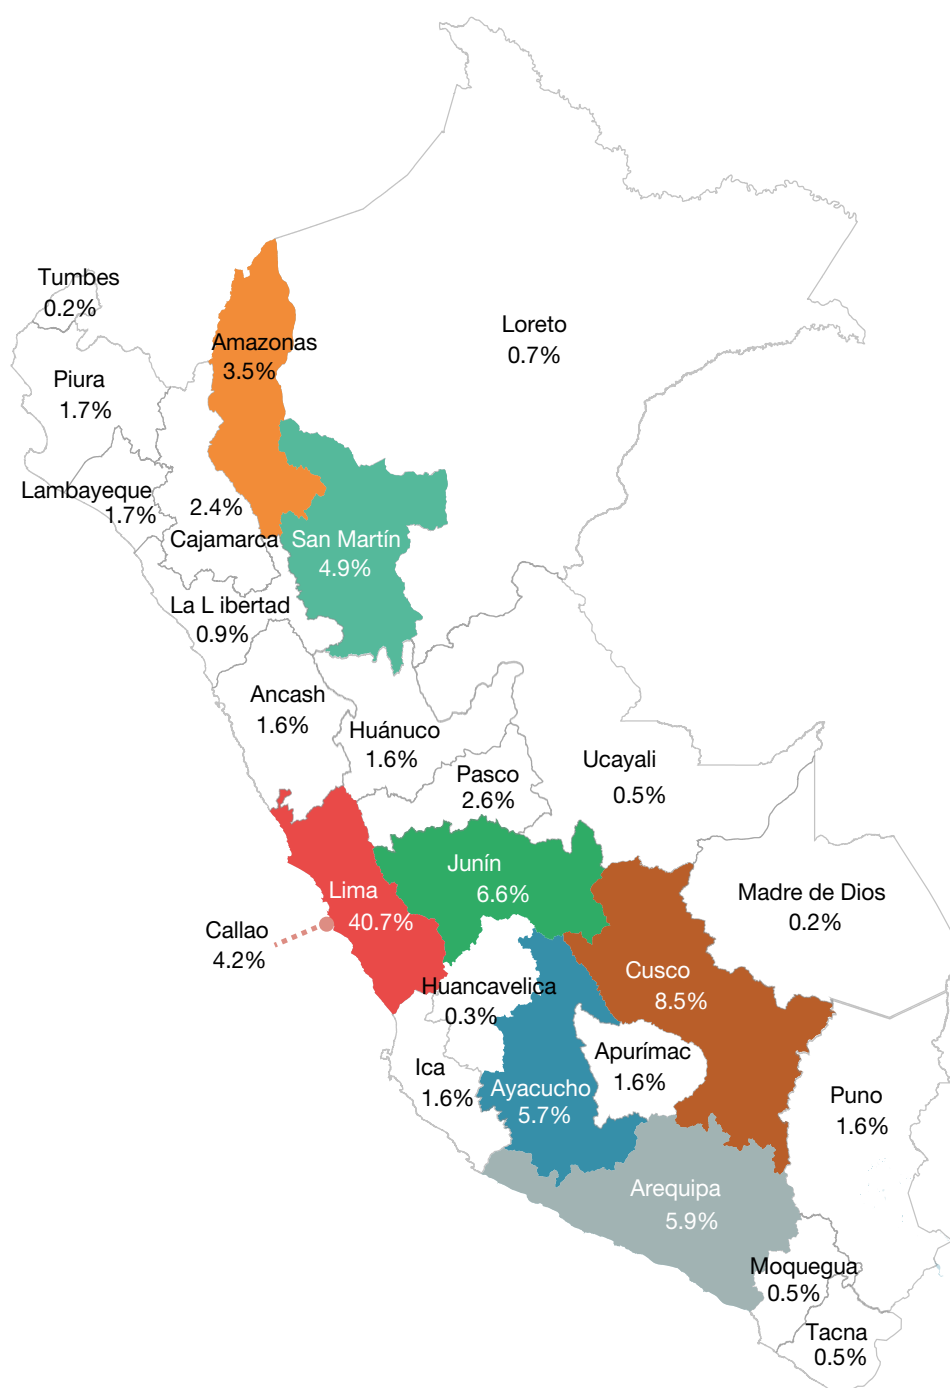 Tumbes
0.2%
Loreto
0.7%
Amazonas
3.5%
Piura
1.7%
Lambayeque
1.7%
2.4%
Cajamarca
San Martín
4.9%
La L ibertad
0.9%
Ancash
1.6%
Huánuco
1.6%
Pasco
2.6%
Ucayali
0.5%
Junín
6.6%
Lima
40.7%
Madre de Dios
0.2%
Callao
4.2%
Cusco
8.5%
Huancavelica
0.3%
Apurímac
1.6%
Ica
1.6%
Ayacucho
5.7%
Puno
1.6%
Arequipa
5.9%
Moquegua
0.5%
Tacna
0.5%